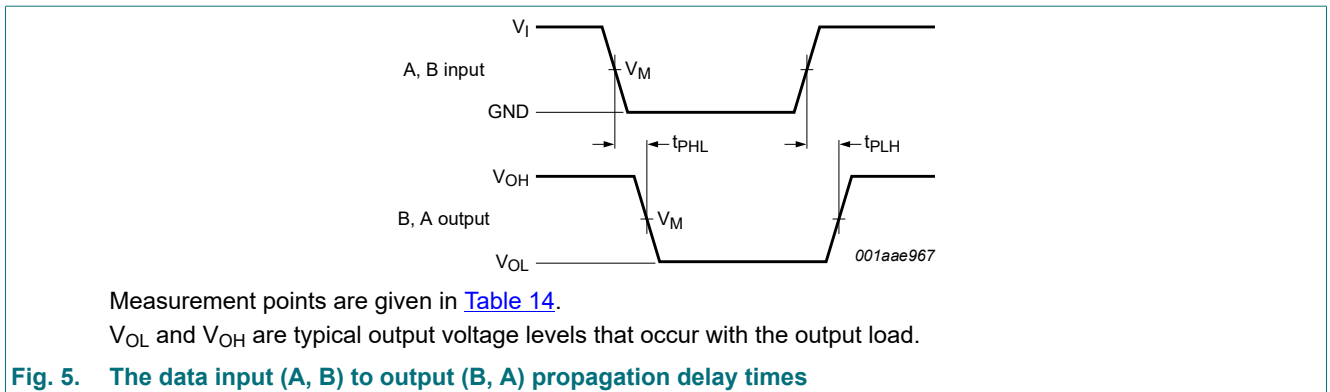 V_I
A, B input
V_M
GND
t_PHL
t_PLH
V_OH
B, A output
V_M
V_OL
001aae967
Measurement points are given in Table 14.
V_OL and V_OH are typical output voltage levels that occur with the output load.
Fig. 5. The data input (A, B) to output (B, A) propagation delay times